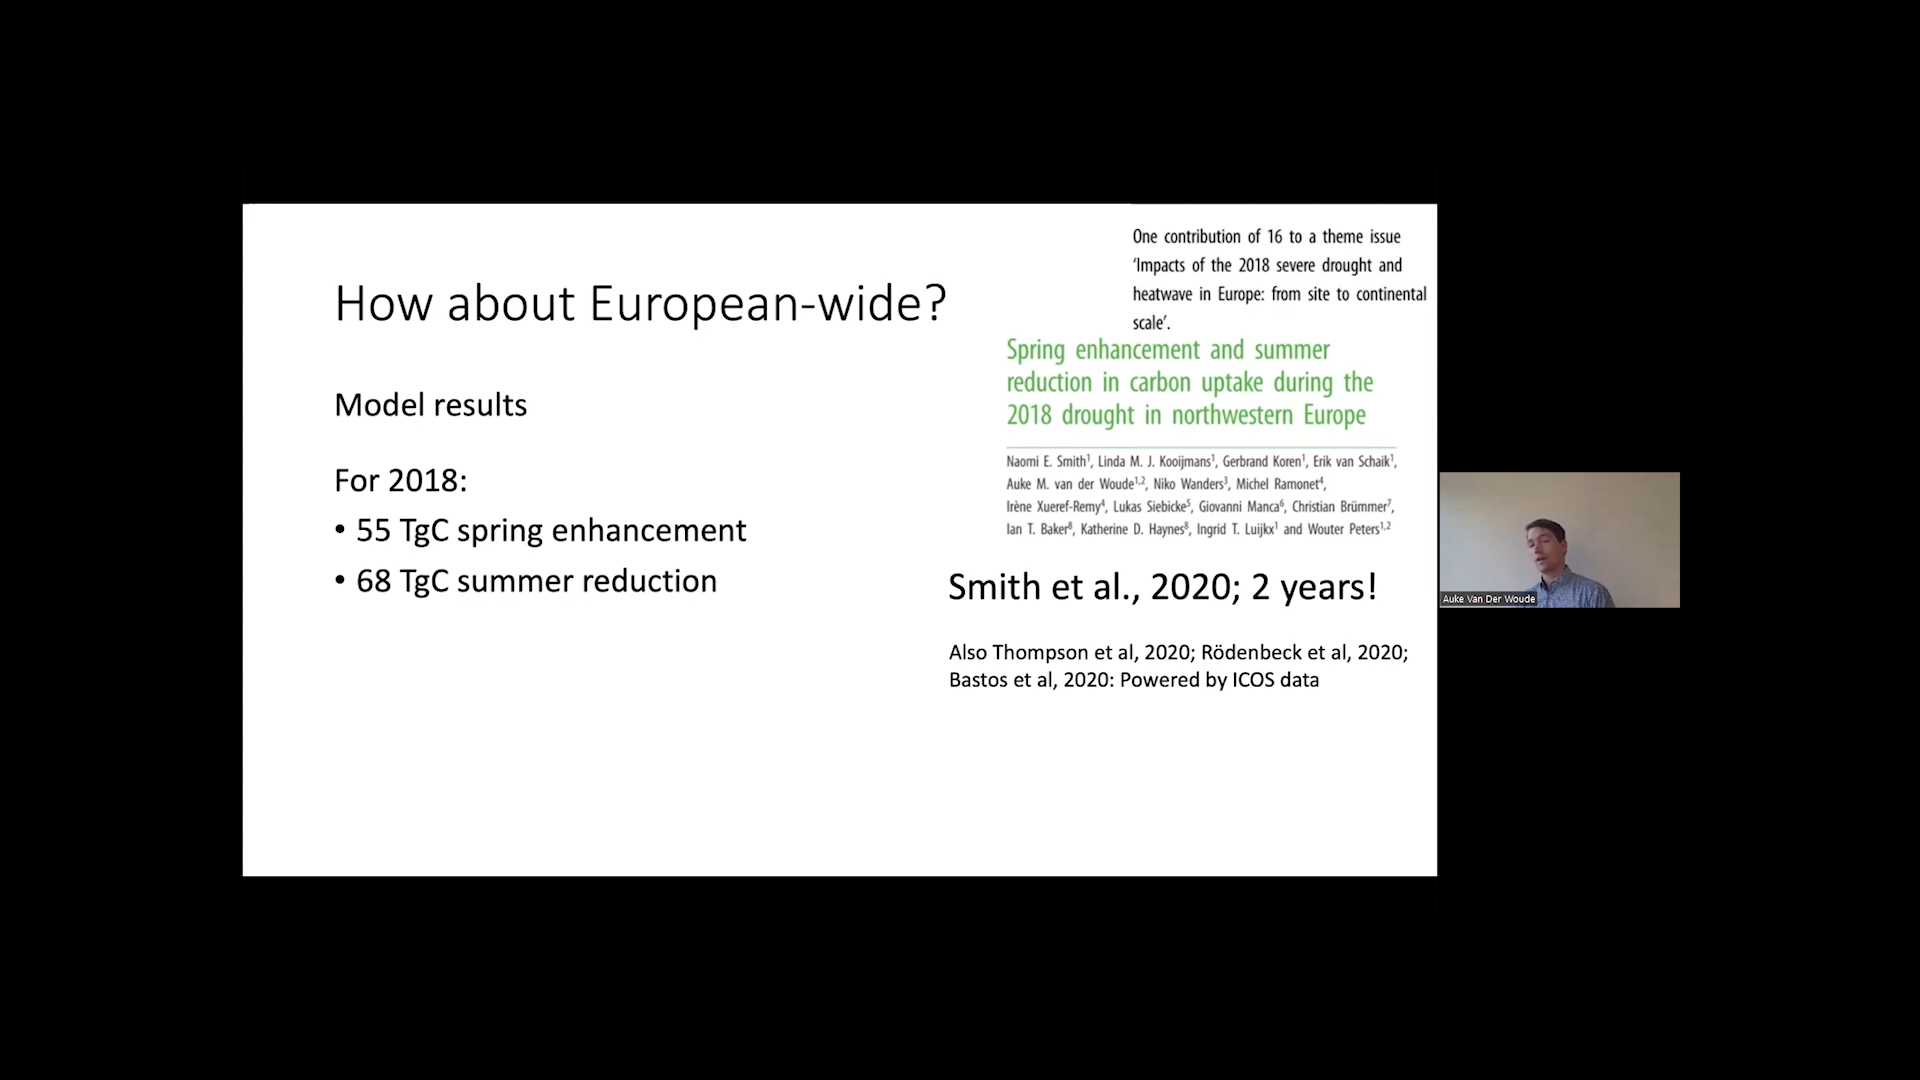 How about European-wide?
Model results
For 2018:
• 55 TgC spring enhancement
• 68 TgC summer reduction
One contribution of 16 to a theme issue
‘Impacts of the 2018 severe drought and
heatwave in Europe: from site to continental
scale’.
Spring enhancement and summer
reduction in carbon uptake during the
2018 drought in northwestern Europe
Naomi E. Smith¹, Linda M. J. Kooijmans¹, Gerbrand Koren¹, Erik van Schaik¹,
Auke M. van der Woude¹,², Niko Wanders³, Michel Ramonet⁴,
Irène Xueref-Remy⁴, Lukas Siebicke⁵, Giovanni Manca⁶, Christian Brümmer⁷,
Ian T. Baker⁸, Katherine D. Haynes⁸, Ingrid T. Luijkx¹ and Wouter Peters¹,²
Smith et al., 2020; 2 years!
Also Thompson et al, 2020; Rödenbeck et al, 2020;
Bastos et al, 2020: Powered by ICOS data
Auke Van Der Woude